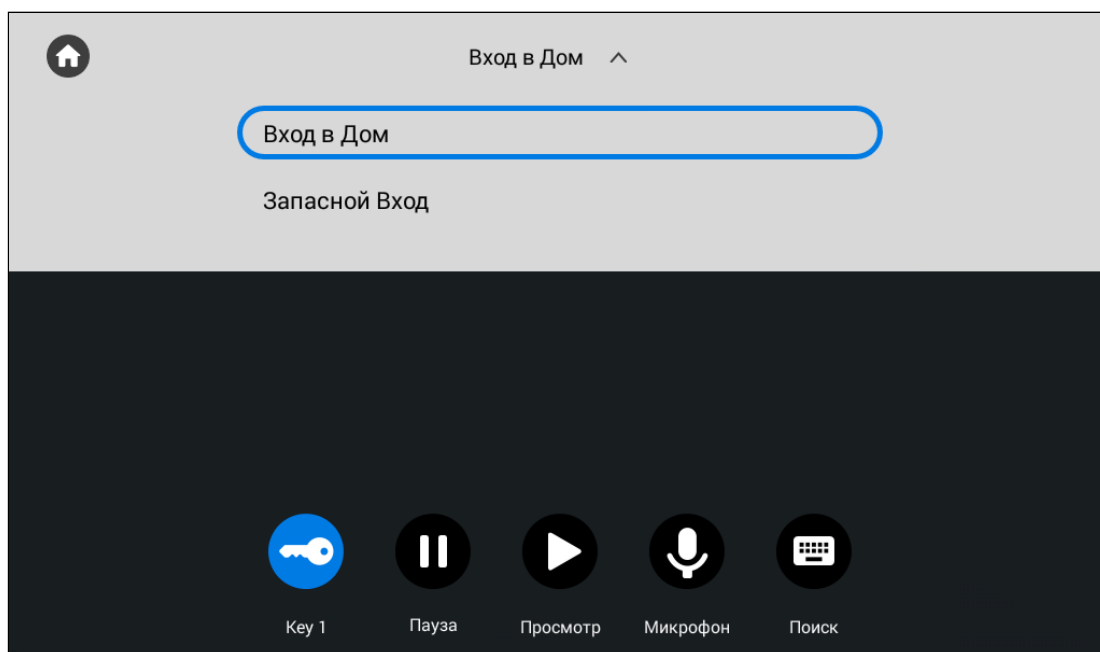 Вход в Дом
Вход в Дом
Запасной Вход
Key 1
Пауза
Просмотр
Микрофон
Поиск